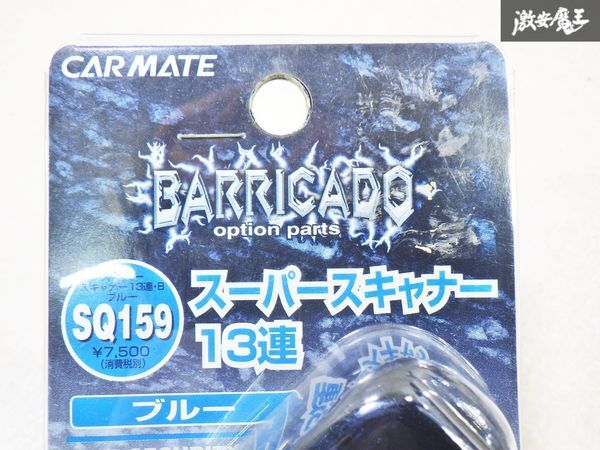 激安魔王
CAR MATE
BARRICADO
option parts
スキャナー13連・B
ブルー
SQ159
¥7,500
(消費税別)
スーパースキャナー
13連
ブルー